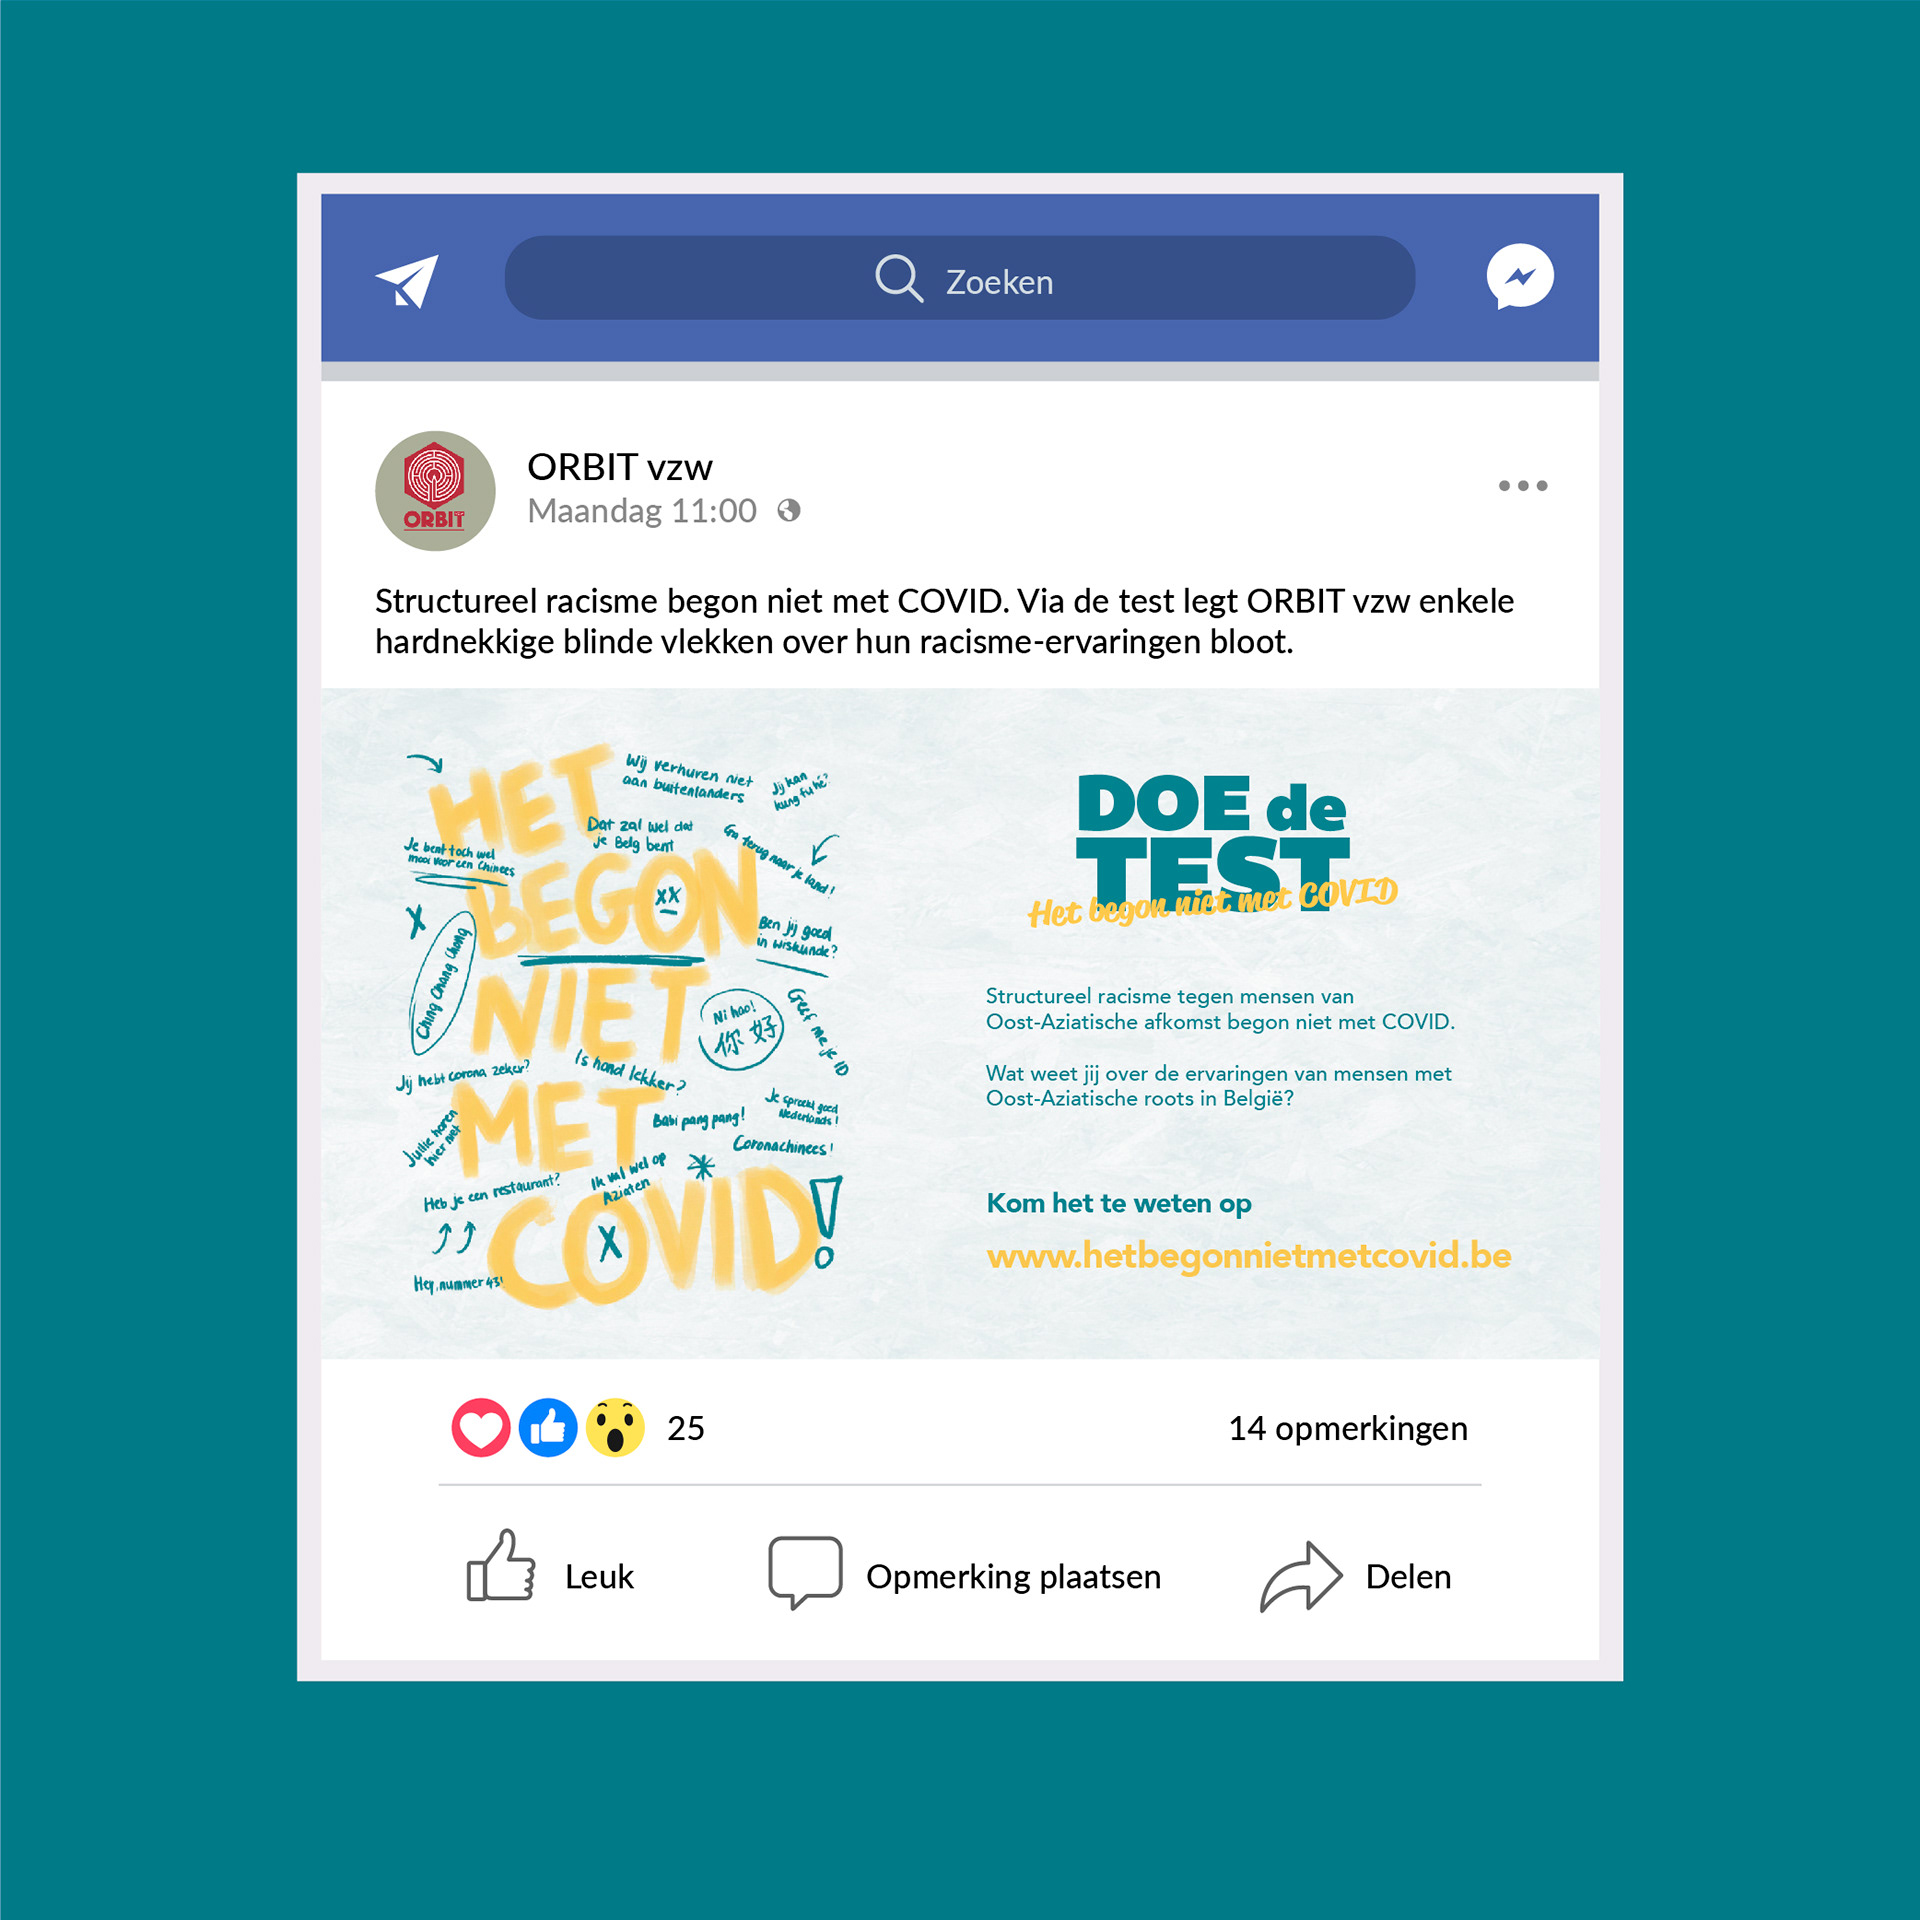 Zoeken
ORBIT
ORBIT vzw
Maandag 11:00
Structureel racisme begon niet met COVID. Via de test legt ORBIT vzw enkele
hardnekkige blinde vlekken over hun racisme-ervaringen bloot.
HET
BEGON
NIET
MET
COVID!
Wij verhuren niet
aan buitenlanders
Jij kan
kung fu hé?
Dat zal wel dat
je Belg bent
Ga terug naar je land!
Je bent toch wel
mooi voor een Chinees
XX
X
Ben jij goed
in wiskunde?
Ching Chang Chong
Ni hao!
你好
Geef me je ID
Is hond lekker?
Jij hebt corona zeker?
Je spreekt goed
Nederlands!
Babi pang pang!
Jullie horen
hier niet
Coronachinees!
Ik val wel op
Aziaten
Heb je een restaurant?
X
Hey, nummer 43!
DOE de
TEST
Het begon niet met COVID
Structureel racisme tegen mensen van
Oost-Aziatische afkomst begon niet met COVID.
Wat weet jij over de ervaringen van mensen met
Oost-Aziatische roots in België?
Kom het te weten op
www.hetbegonnietmetcovid.be
25
14 opmerkingen
Leuk
Opmerking plaatsen
Delen